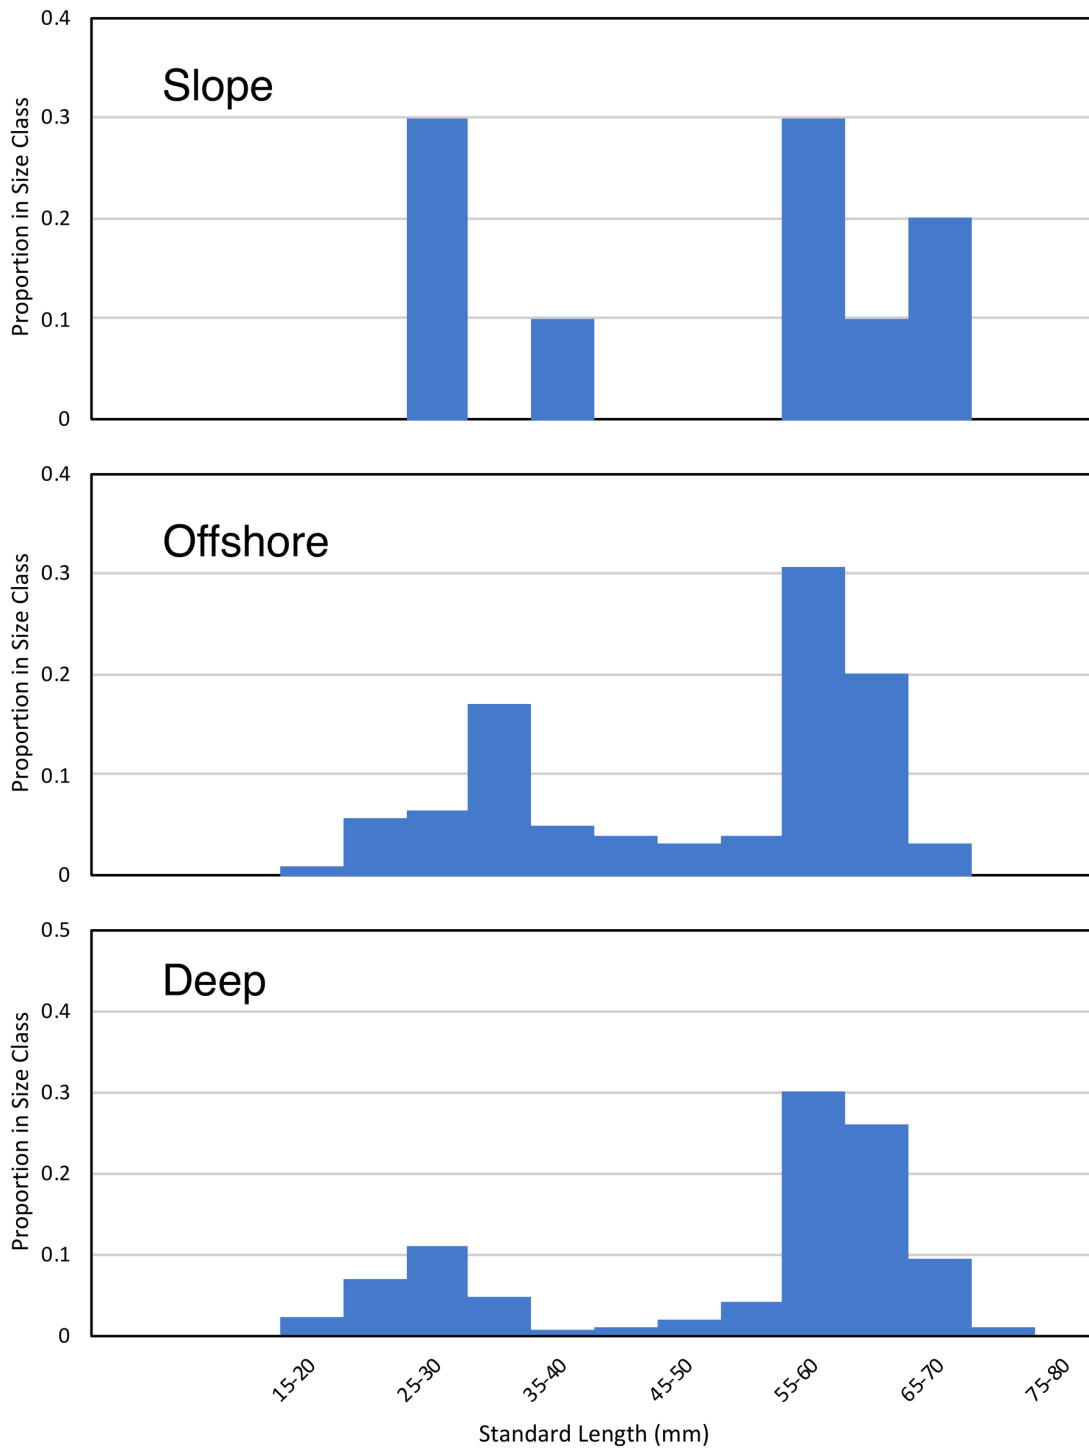 0.4
Slope
0.3
0.2
0.1
0
Proportion in Size Class
0.4
Offshore
0.3
0.2
0.1
0
Proportion in Size Class
0.5
Deep
0.4
0.3
0.2
0.1
0
Proportion in Size Class
15-20 25-30 35-40 45-50 55-60 65-70 75-80
Standard Length (mm)